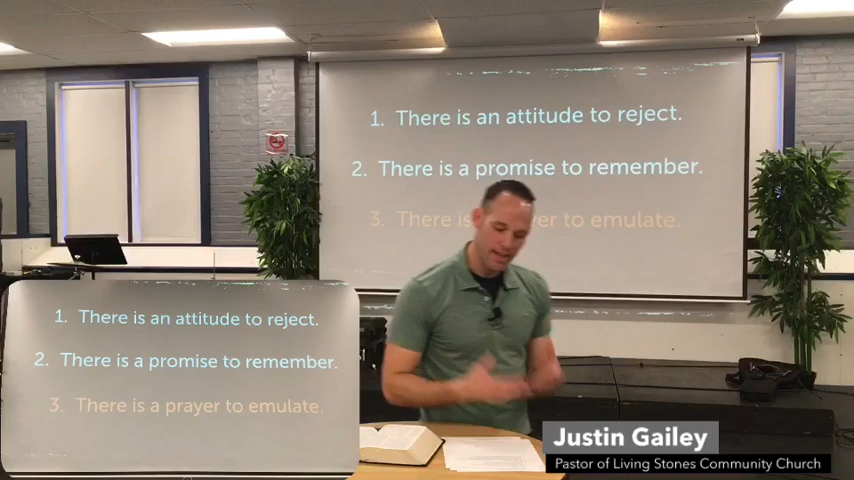 1. There is an attitude to reject.
2. There is a promise to remember.
3. There is a prayer to emulate.
1. There is an attitude to reject.
2. There is a promise to remember.
3. There is a prayer to emulate.
Justin Gailey
Pastor of Living Stones Community Church